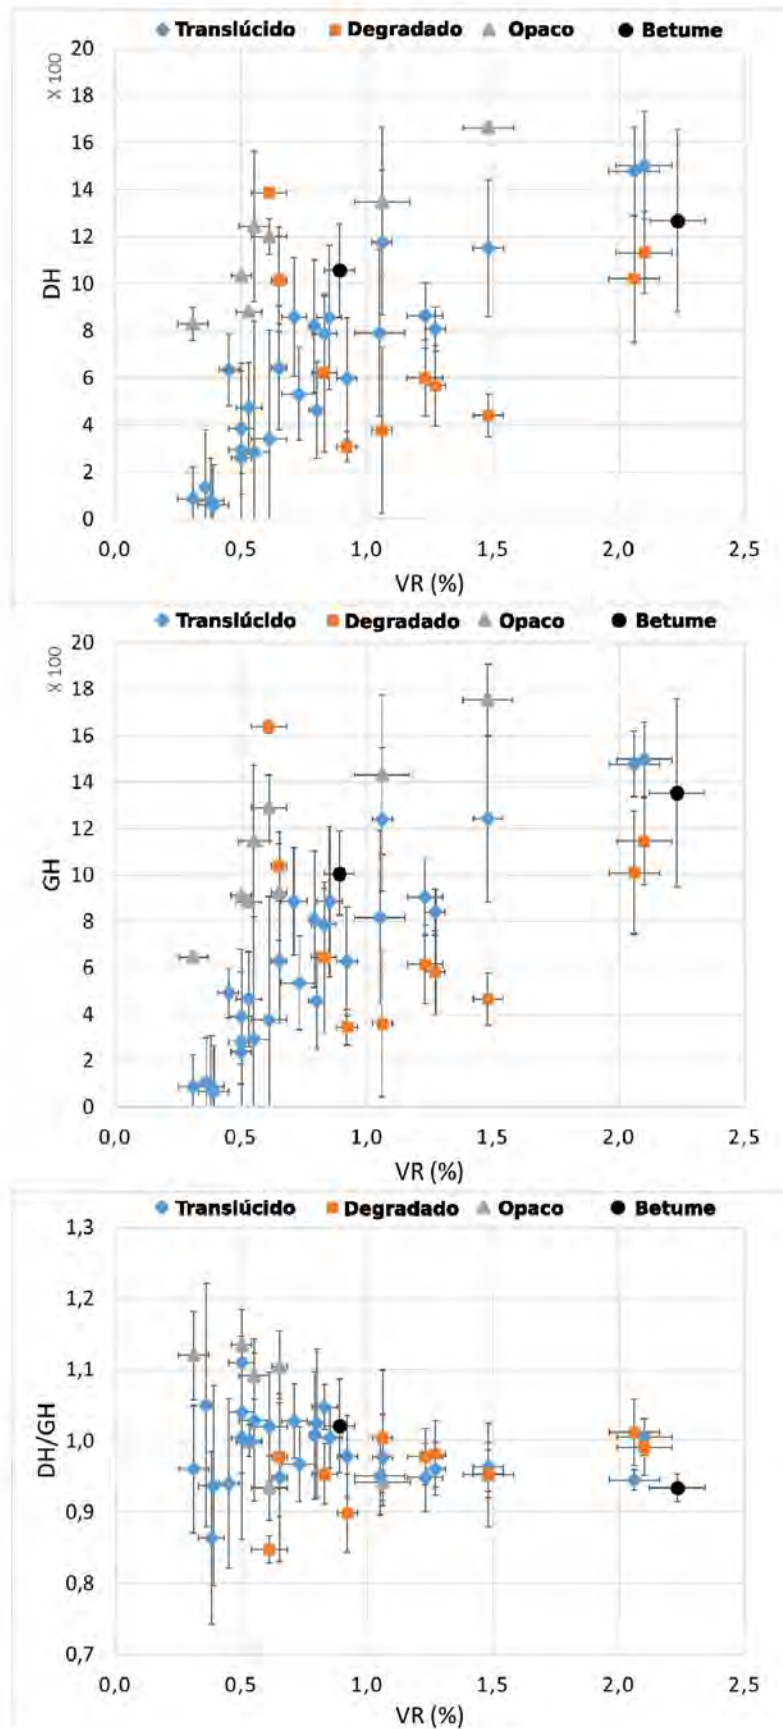 Translúcido Degradado Opaco Betume
X 100
DH
20
18
16
14
12
10
8
6
4
2
0
0,0 0,5 1,0 1,5 2,0 2,5
VR (%)
Translúcido Degradado Opaco Betume
X 100
GH
20
18
16
14
12
10
8
6
4
2
0
0,0 0,5 1,0 1,5 2,0 2,5
VR (%)
Translúcido Degradado Opaco Betume
DH/GH
1,3
1,2
1,1
1,0
0,9
0,8
0,7
0,0 0,5 1,0 1,5 2,0 2,5
VR (%)